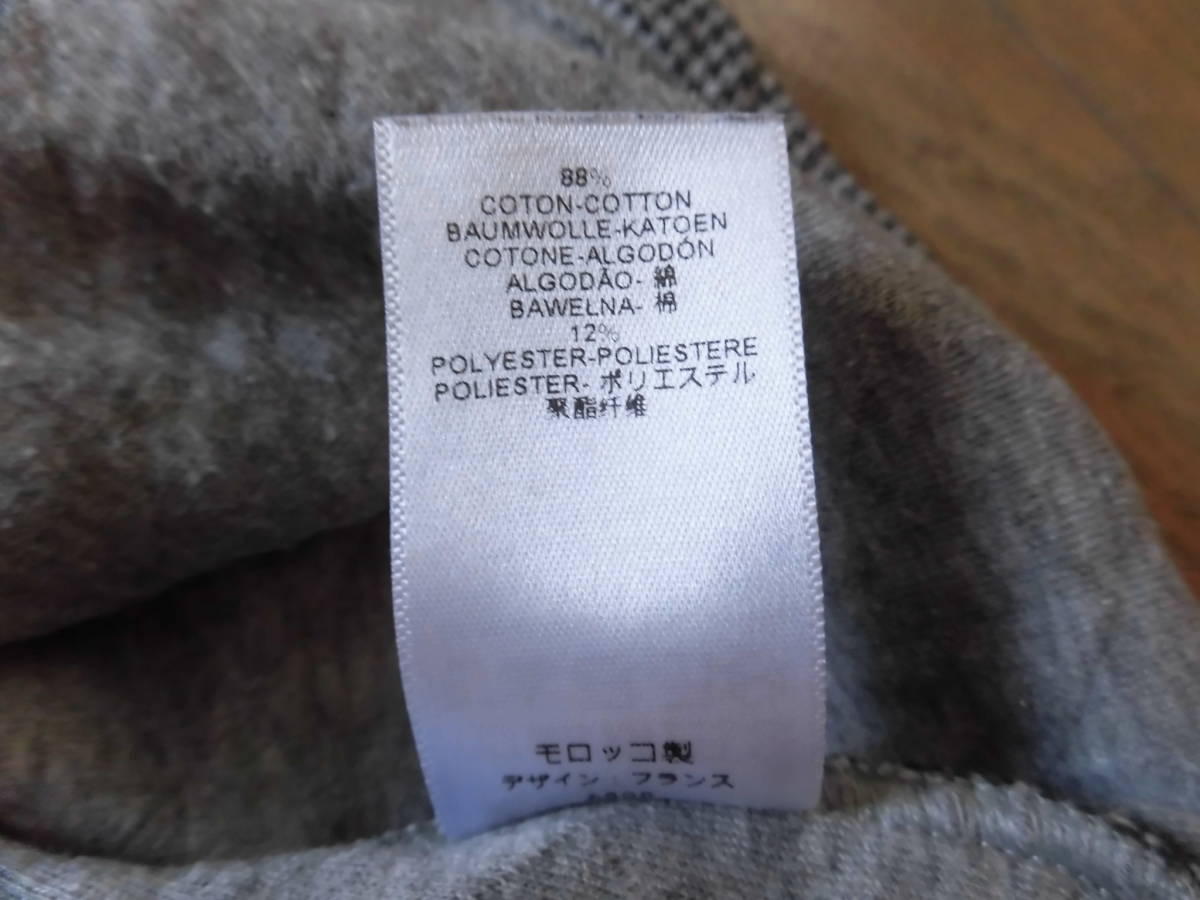 88%
COTON-COTTON
BAUMWOLLE-KATOEN
COTONE-ALGODÓN
ALGODÃO- 綿
BAWEŁNA- 棉
12%
POLYESTER-POLIESTERE
POLIESTER- ポリエステル
聚酯纤维
モロッコ製
デザイン : フランス